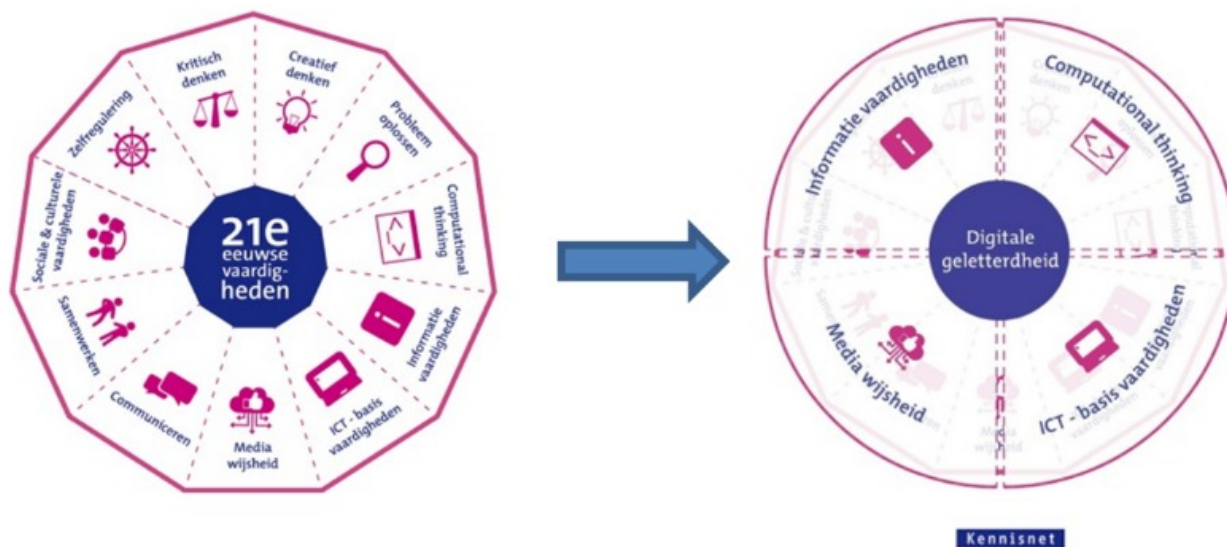 Kritisch
denken
Creatief
denken
Probleem
oplossen
Computational
thinking
Informatie
vaardigheden
ICT - basis
vaardigheden
Media
wijsheid
Communiceren
Samenwerken
Sociale & culturele
vaardigheden
Zelfregulering
21e
eeuwse
vaardig-
heden
Informatie vaardigheden
Computational thinking
ICT - basis vaardigheden
Media wijsheid
Digitale
geletterdheid
Kennisnet